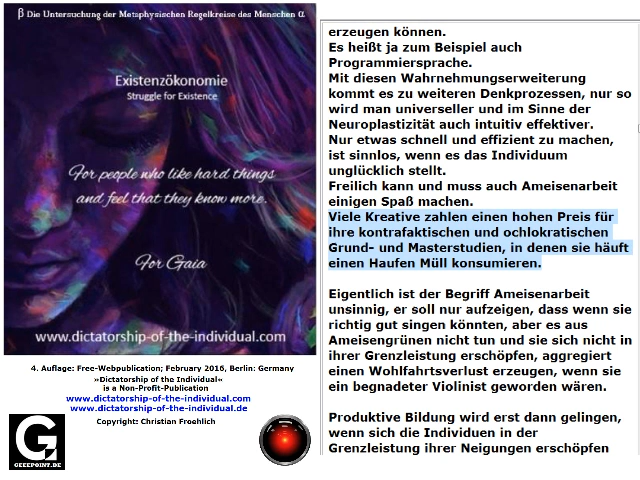 β Die Untersuchung der Metaphysischen Regelkreise des Menschen α
Existenzökonomie
Struggle for Existence
For people who like hard things
and feel that they know more.
For Gaia
www.dictatorship-of-the-individual.com
4. Auflage: Free-Webpublication; February 2016, Berlin: Germany
»Dictatorship of the Individual«
is a Non-Profit-Publication
www.dictatorship-of-the-individual.com
www.dictatorship-of-the-individual.de
Copyright: Christian Froehlich
G
GEEEPOINT.DE
erzeugen können.
Es heißt ja zum Beispiel auch
Programmiersprache.
Mit diesen Wahrnehmungserweiterung
kommt es zu weiteren Denkprozessen, nur so
wird man universeller und im Sinne der
Neuroplastizität auch intuitiv effektiver.
Nur etwas schnell und effizient zu machen,
ist sinnlos, wenn es das Individuum
unglücklich stellt.
Freilich kann und muss auch Ameisenarbeit
einigen Spaß machen.
Viele Kreative zahlen einen hohen Preis für
ihre kontrafaktischen und ochlokratischen
Grund- und Masterstudien, in denen sie häuft
einen Haufen Müll konsumieren.
Eigentlich ist der Begriff Ameisenarbeit
unsinnig, er soll nur aufzeigen, dass wenn sie
richtig gut singen könnten, aber es aus
Ameisengrünen nicht tun und sie sich nicht in
ihrer Grenzleistung erschöpfen, aggregiert
einen Wohlfahrtsverlust erzeugen, wenn sie
ein begnadeter Violinist geworden wären.
Produktive Bildung wird erst dann gelingen,
wenn sich die Individuen in der
Grenzleistung ihrer Neigungen erschöpfen